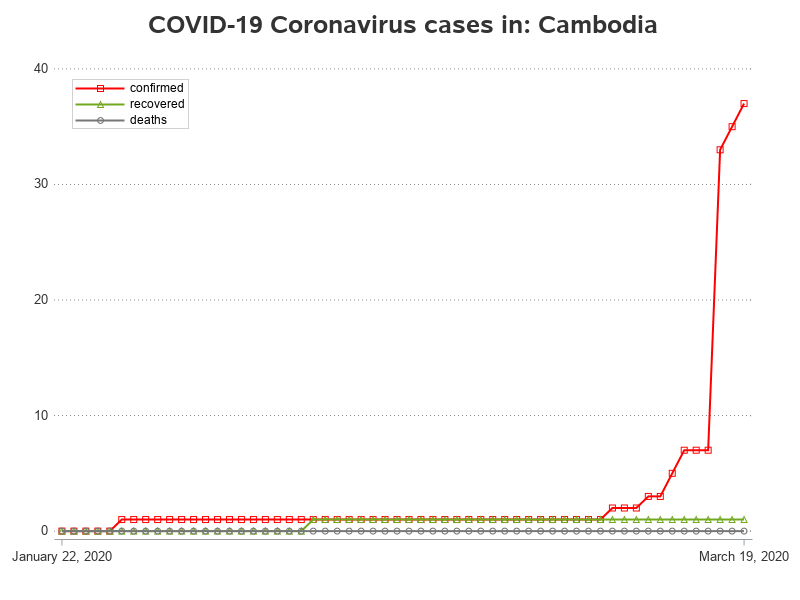 COVID-19 Coronavirus cases in: Cambodia
40
confirmed
recovered
deaths
30
20
10
0
January 22, 2020 March 19, 2020